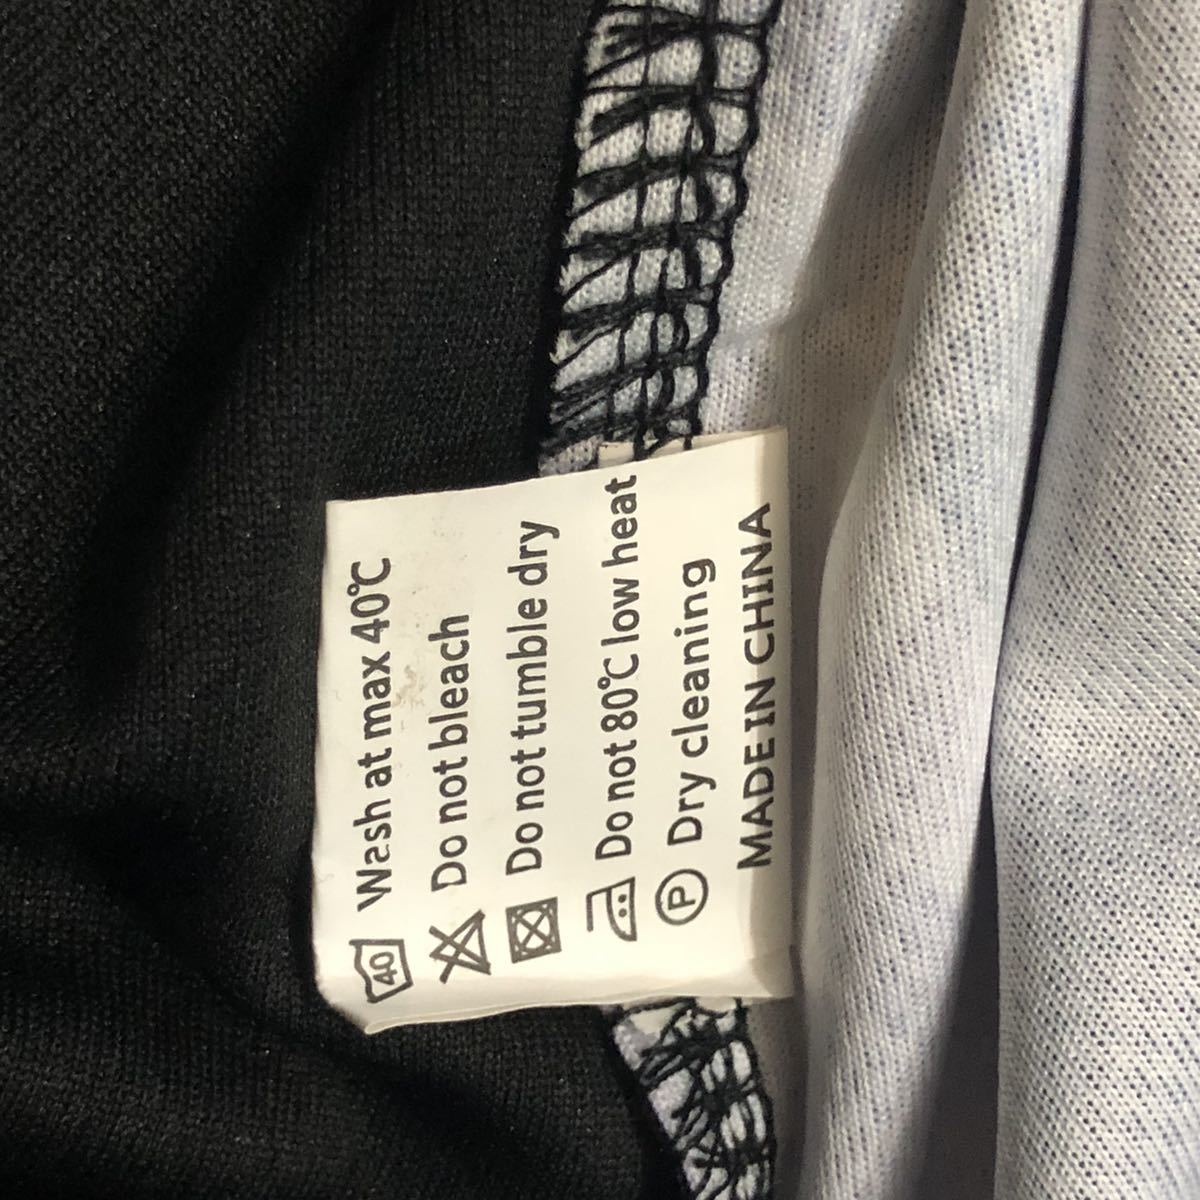 40 Wash at max 40℃
Do not bleach
Do not tumble dry
Do not 80℃ low heat
P Dry cleaning
MADE IN CHINA